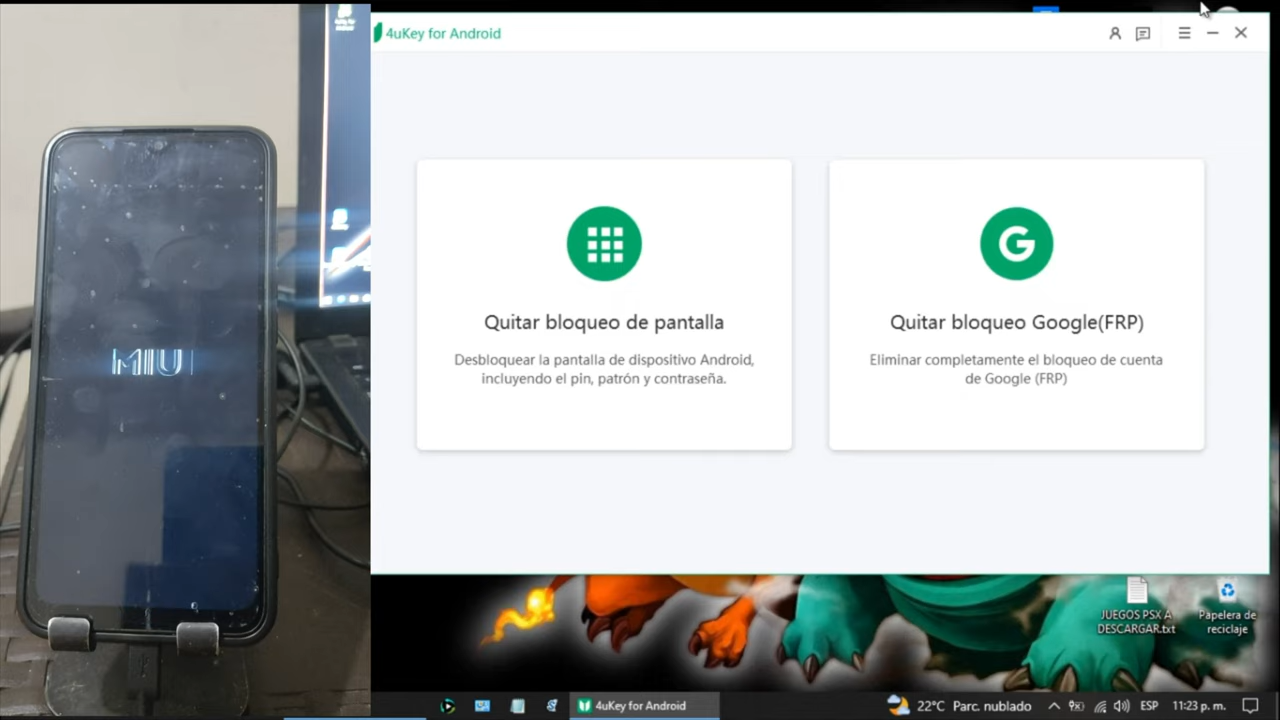 4uKey for Android
Quitar bloqueo de pantalla
Desbloquear la pantalla de dispositivo Android,
incluyendo el pin, patrón y contraseña.
Quitar bloqueo Google(FRP)
Eliminar completamente el bloqueo de cuenta
de Google (FRP)
MIUI
JUEGOS PSX A
DESCARGAR.txt
Papelera de
reciclaje
4uKey for Android
22°C Parc. nublado
ESP
11:23 p. m.